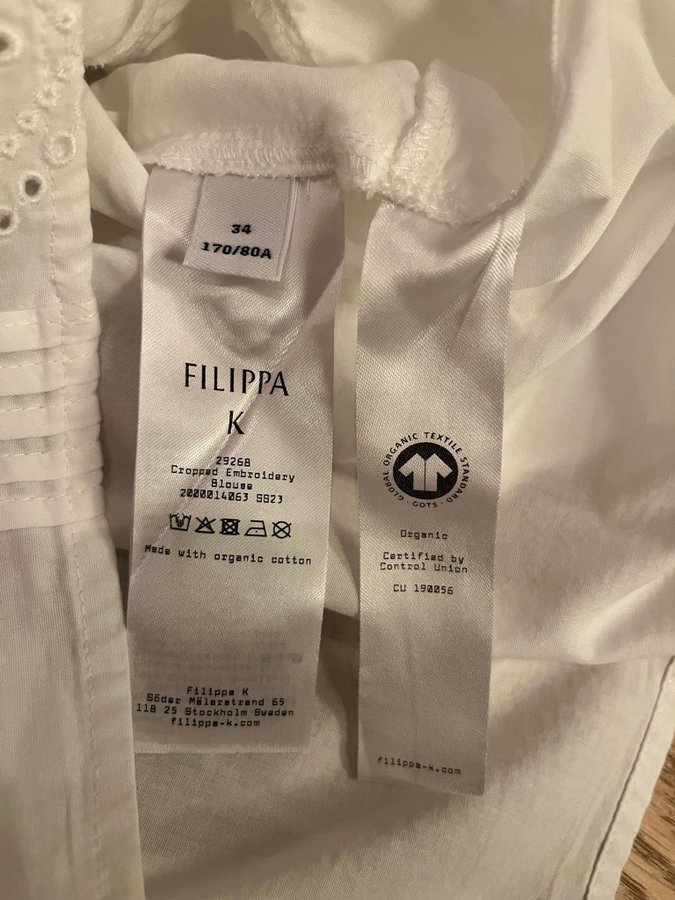 34
170/80A
FILIPPA
K
29268
Cropped Embroidery
Blouse
2000014063 SS23
Made with organic cotton
Filippa K
Söder Mälarstrand 65
118 25 Stockholm Sweden
filippa-k.com
GLOBAL ORGANIC TEXTILE STANDARD
· GOTS ·
Organic
Certified by
Control Union
CU 190056
filippa-k.com